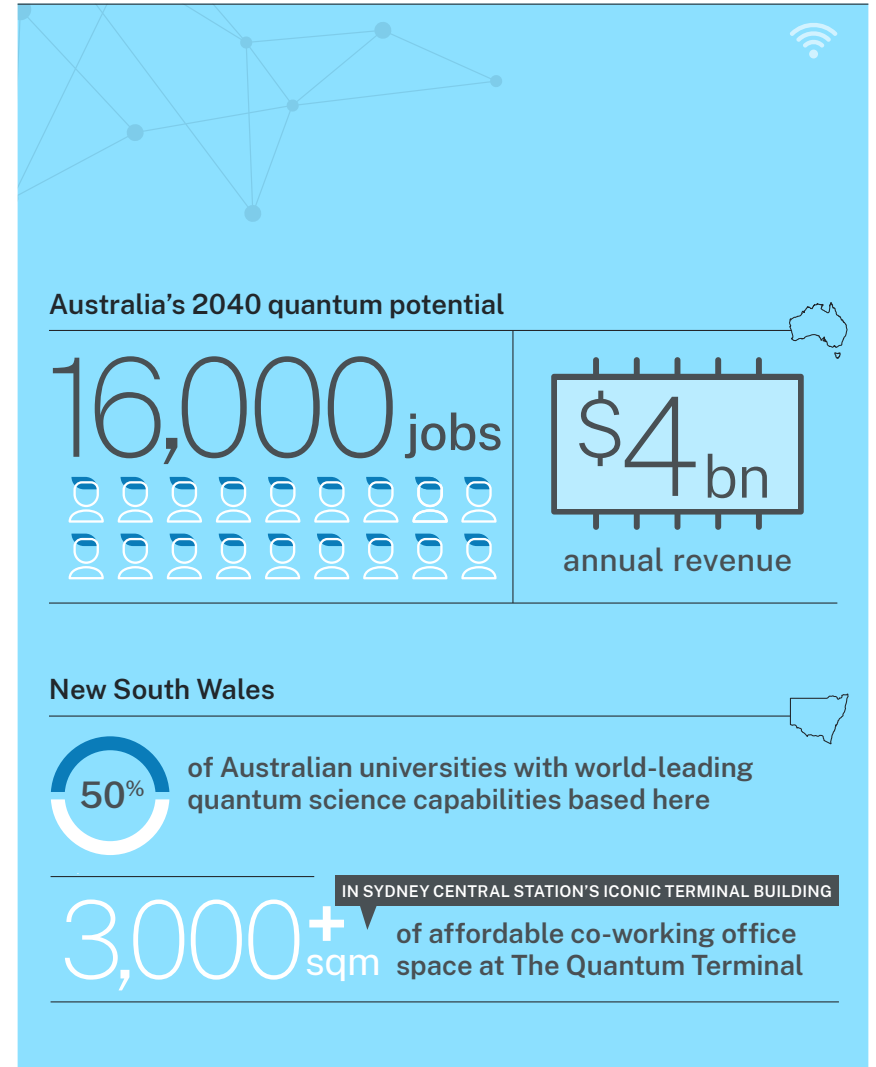 Australia’s 2040 quantum potential
16,000 jobs
$4bn
annual revenue
New South Wales
50%
of Australian universities with world-leading
quantum science capabilities based here
IN SYDNEY CENTRAL STATION’S ICONIC TERMINAL BUILDING
3,000+
sqm
of affordable co-working office
space at The Quantum Terminal